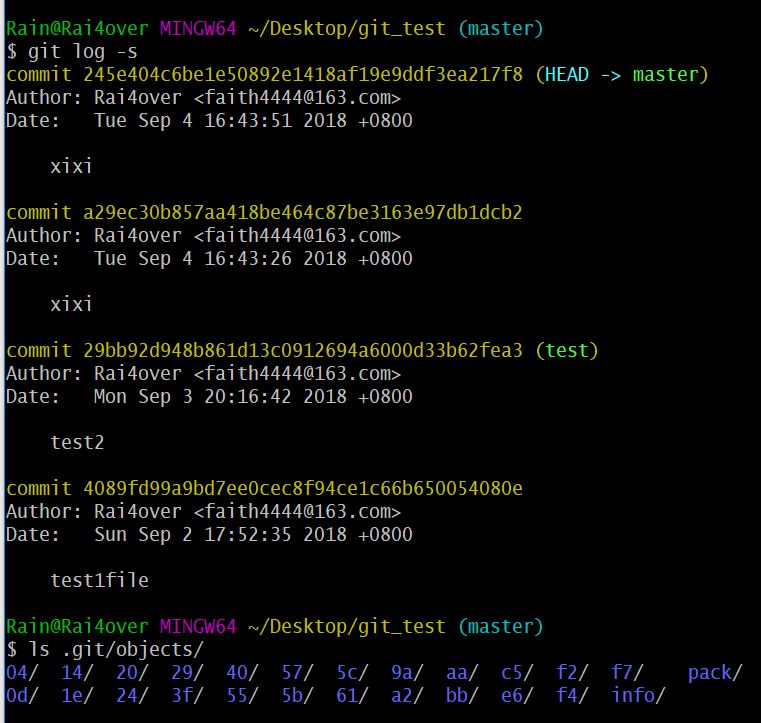 Rain@Rai4over MINGW64 ~/Desktop/git_test (master)
$ git log -s
commit 245e404c6be1e50892e1418af19e9ddf3ea217f8 (HEAD -> master)
Author: Rai4over <faith4444@163.com>
Date:   Tue Sep 4 16:43:51 2018 +0800
    xixi
commit a29ec30b857aa418be464c87be3163e97db1dcb2
Author: Rai4over <faith4444@163.com>
Date:   Tue Sep 4 16:43:26 2018 +0800
    xixi
commit 29bb92d948b861d13c0912694a6000d33b62fea3 (test)
Author: Rai4over <faith4444@163.com>
Date:   Mon Sep 3 20:16:42 2018 +0800
    test2
commit 4089fd99a9bd7ee0cec8f94ce1c66b650054080e
Author: Rai4over <faith4444@163.com>
Date:   Sun Sep 2 17:52:35 2018 +0800
    test1file
Rain@Rai4over MINGW64 ~/Desktop/git_test (master)
$ ls .git/objects/
04/  14/  20/  29/  40/  57/  5c/  9a/  aa/  c5/  f2/  f7/    pack/
0d/  1e/  24/  3f/  55/  5b/  61/  a2/  bb/  e6/  f4/  info/